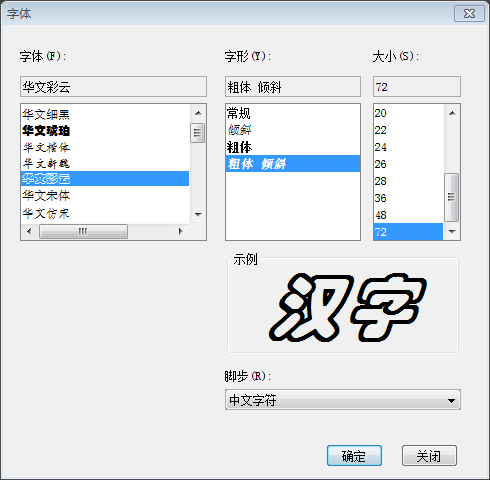 字体
字体(F):
字形(Y):
大小(S):
华文彩云
粗体 倾斜
72
华文细黑
华文琥珀
华文楷体
华文新魏
华文彩云
华文宋体
华文仿宋
常规
倾斜
粗体
粗体 倾斜
20
22
24
26
28
36
48
72
示例
汉字
脚步(R):
中文字符
确定
关闭